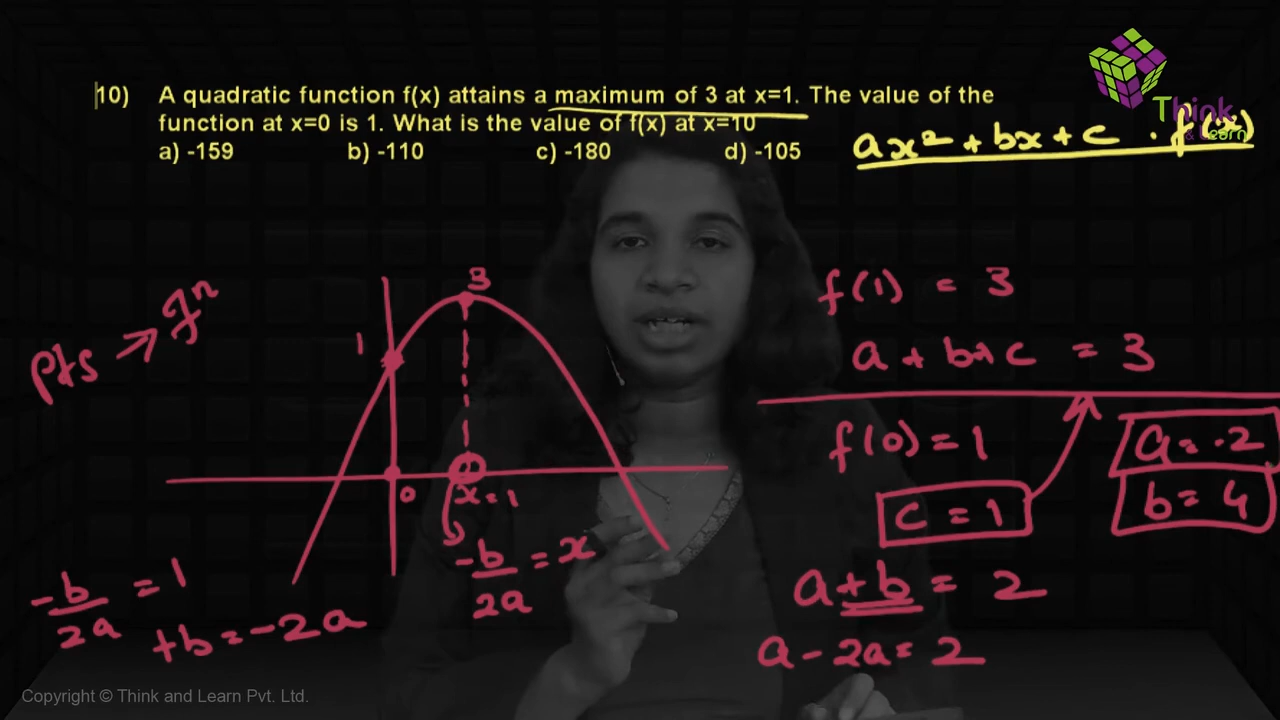 10) A quadratic function f(x) attains a maximum of 3 at x=1. The value of the
function at x=0 is 1. What is the value of f(x) at x=10
a) -159 b) -110 c) -180 d) -105
Think
& Learn
ax² + bx + c . f(x)
pts → fⁿ
3
1
0
x=1
-b/2a = x
-b/2a = 1
+b = -2a
f(1) = 3
a + b + c = 3
f(0) = 1
c = 1
a = -2
b = 4
a + b = 2
a - 2a = 2
Copyright © Think and Learn Pvt. Ltd.